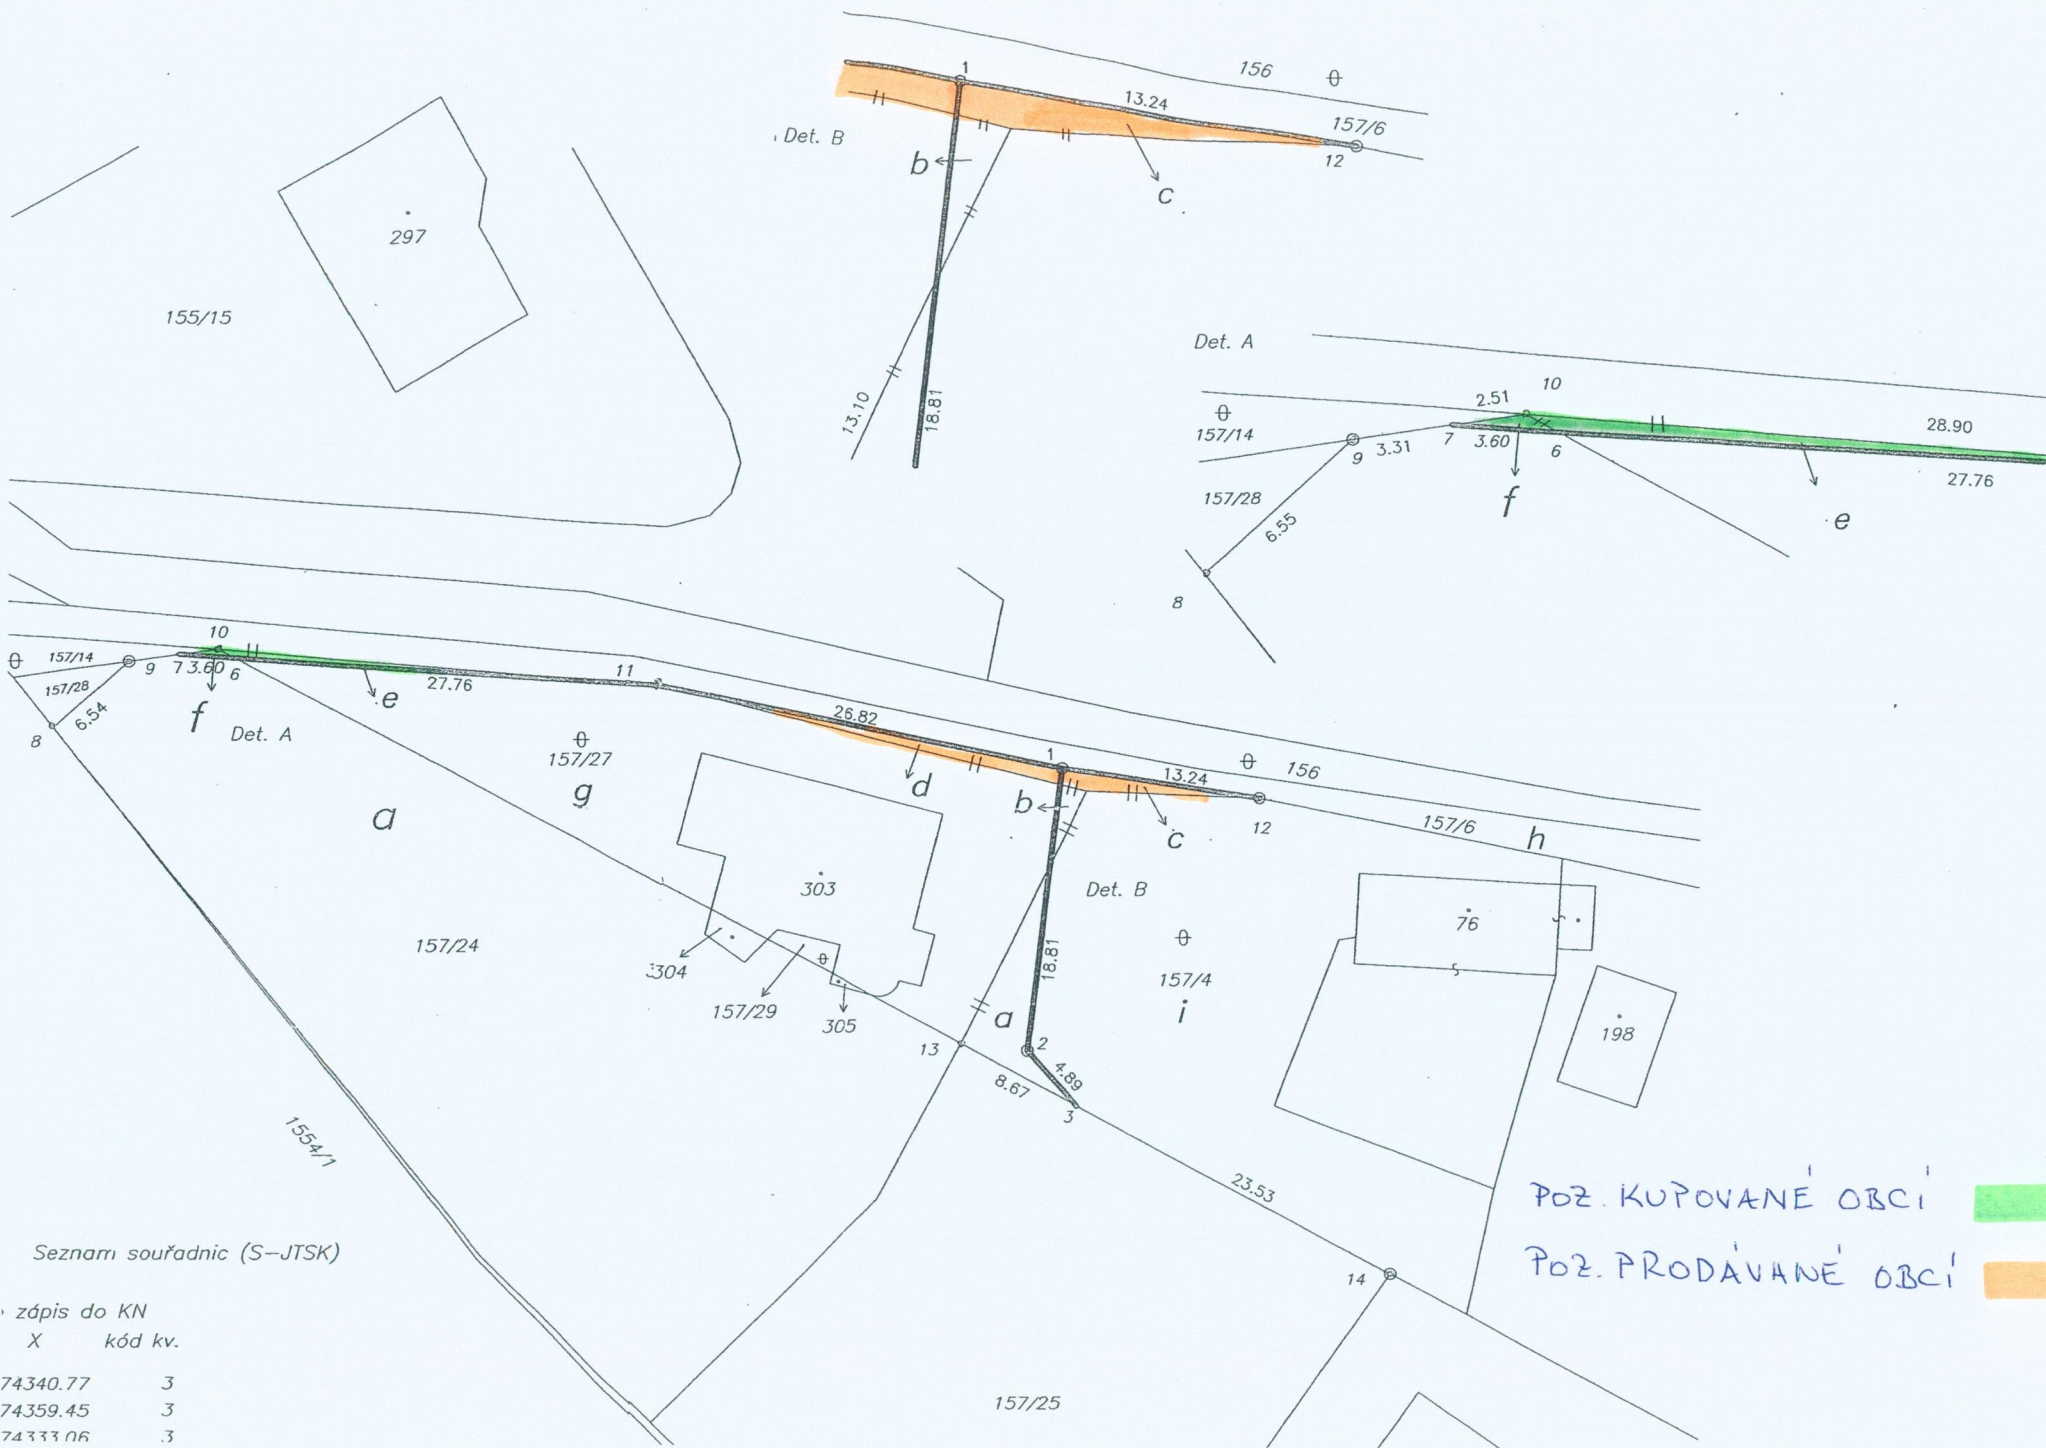 156
13.24
157/6
1
12
Det. B
b
c
13.10
18.81
297
155/15
Det. A
10
2.51
28.90
157/14
9
3.31
7
3.60
6
27.76
157/28
6.55
f
e
8
10
157/14
9
7 3.60 6
157/28
6.54
8
f
e
27.76
Det. A
11
26.82
157/27
g
a
d
1
13.24
156
b
c
12
157/6
h
Det. B
303
304
157/29
305
157/24
18.81
157/4
i
a
76
198
13
2
4.89
8.67
3
1554/1
23.53
14
157/25
POZ. KUPOVANÉ OBCÍ
POZ. PRODÁVANÉ OBCÍ
Seznam souřadnic (S-JTSK)
zápis do KN
X kód kv.
74340.77 3
74359.45 3
74333.06 3